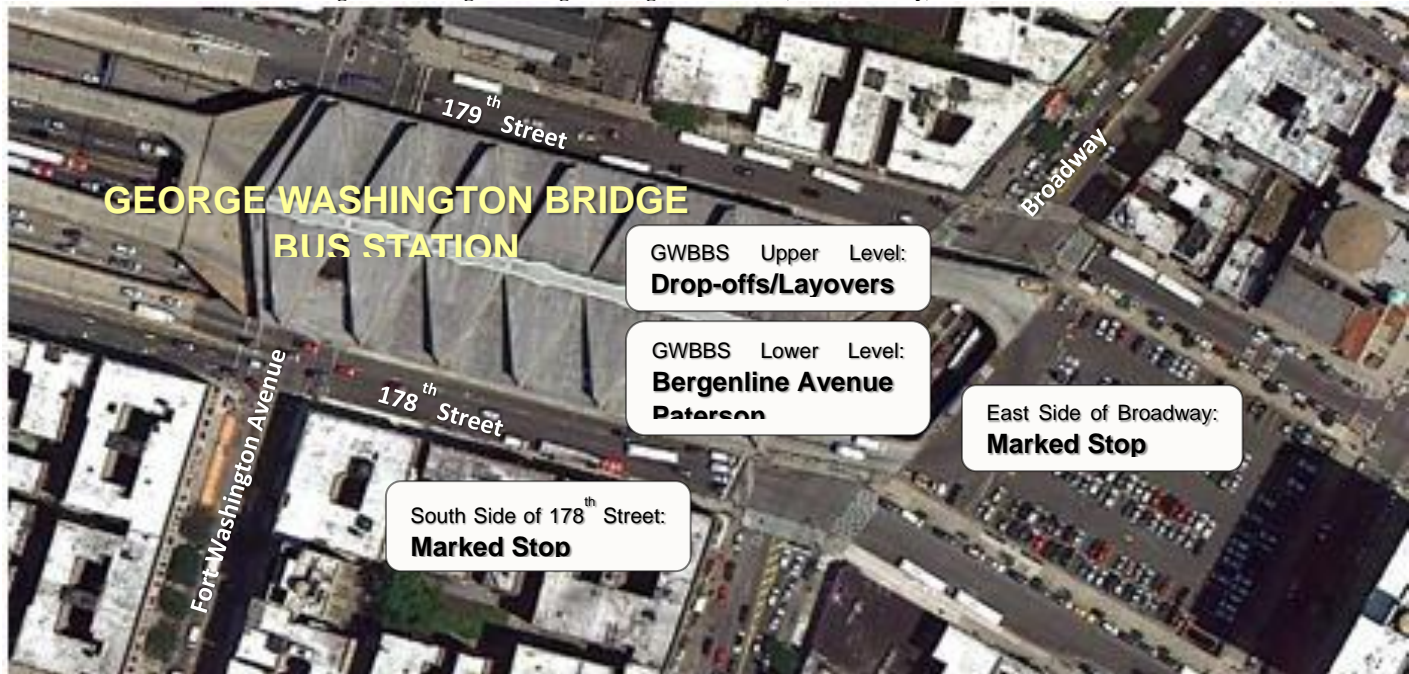 179th Street
Broadway
GEORGE WASHINGTON BRIDGE
BUS STATION
GWBBS Upper Level:
Drop-offs/Layovers
GWBBS Lower Level:
Bergenline Avenue
Paterson
East Side of Broadway:
Marked Stop
178th Street
Fort Washington Avenue
South Side of 178th Street:
Marked Stop